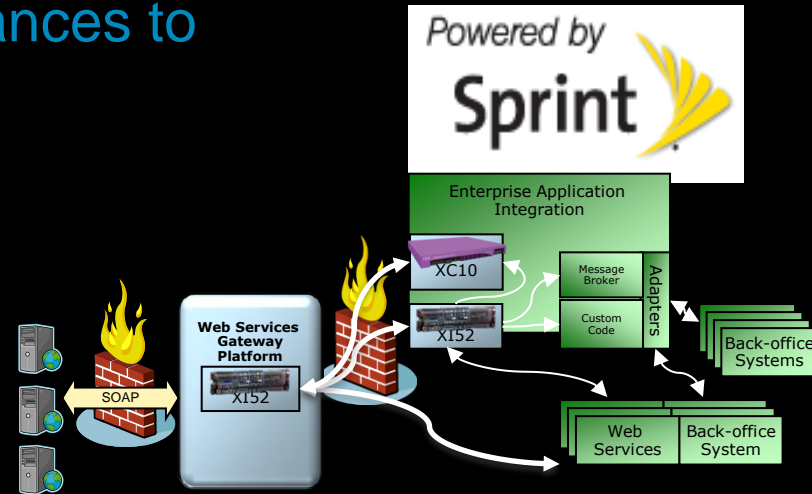 ances to
Powered by
Sprint
Enterprise Application
Integration
XC10
Message
Broker
Adapters
Custom
Code
XI52
Web Services
Gateway
Platform
XI52
SOAP
Back-office
Systems
Web
Services
Back-office
System